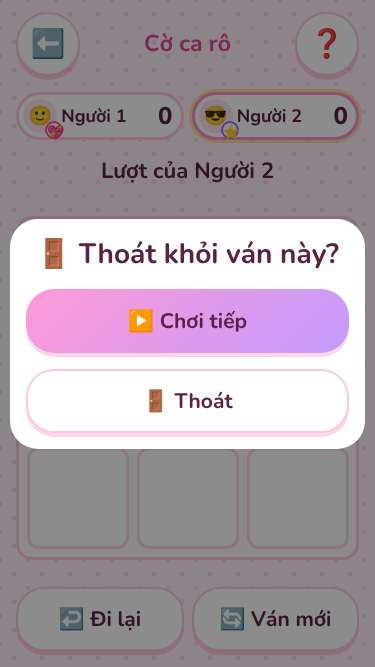 Cờ ca rô
Người 1 0
Người 2 0
Lượt của Người 2
Thoát khỏi ván này?
Chơi tiếp
Thoát
Đi lại
Ván mới